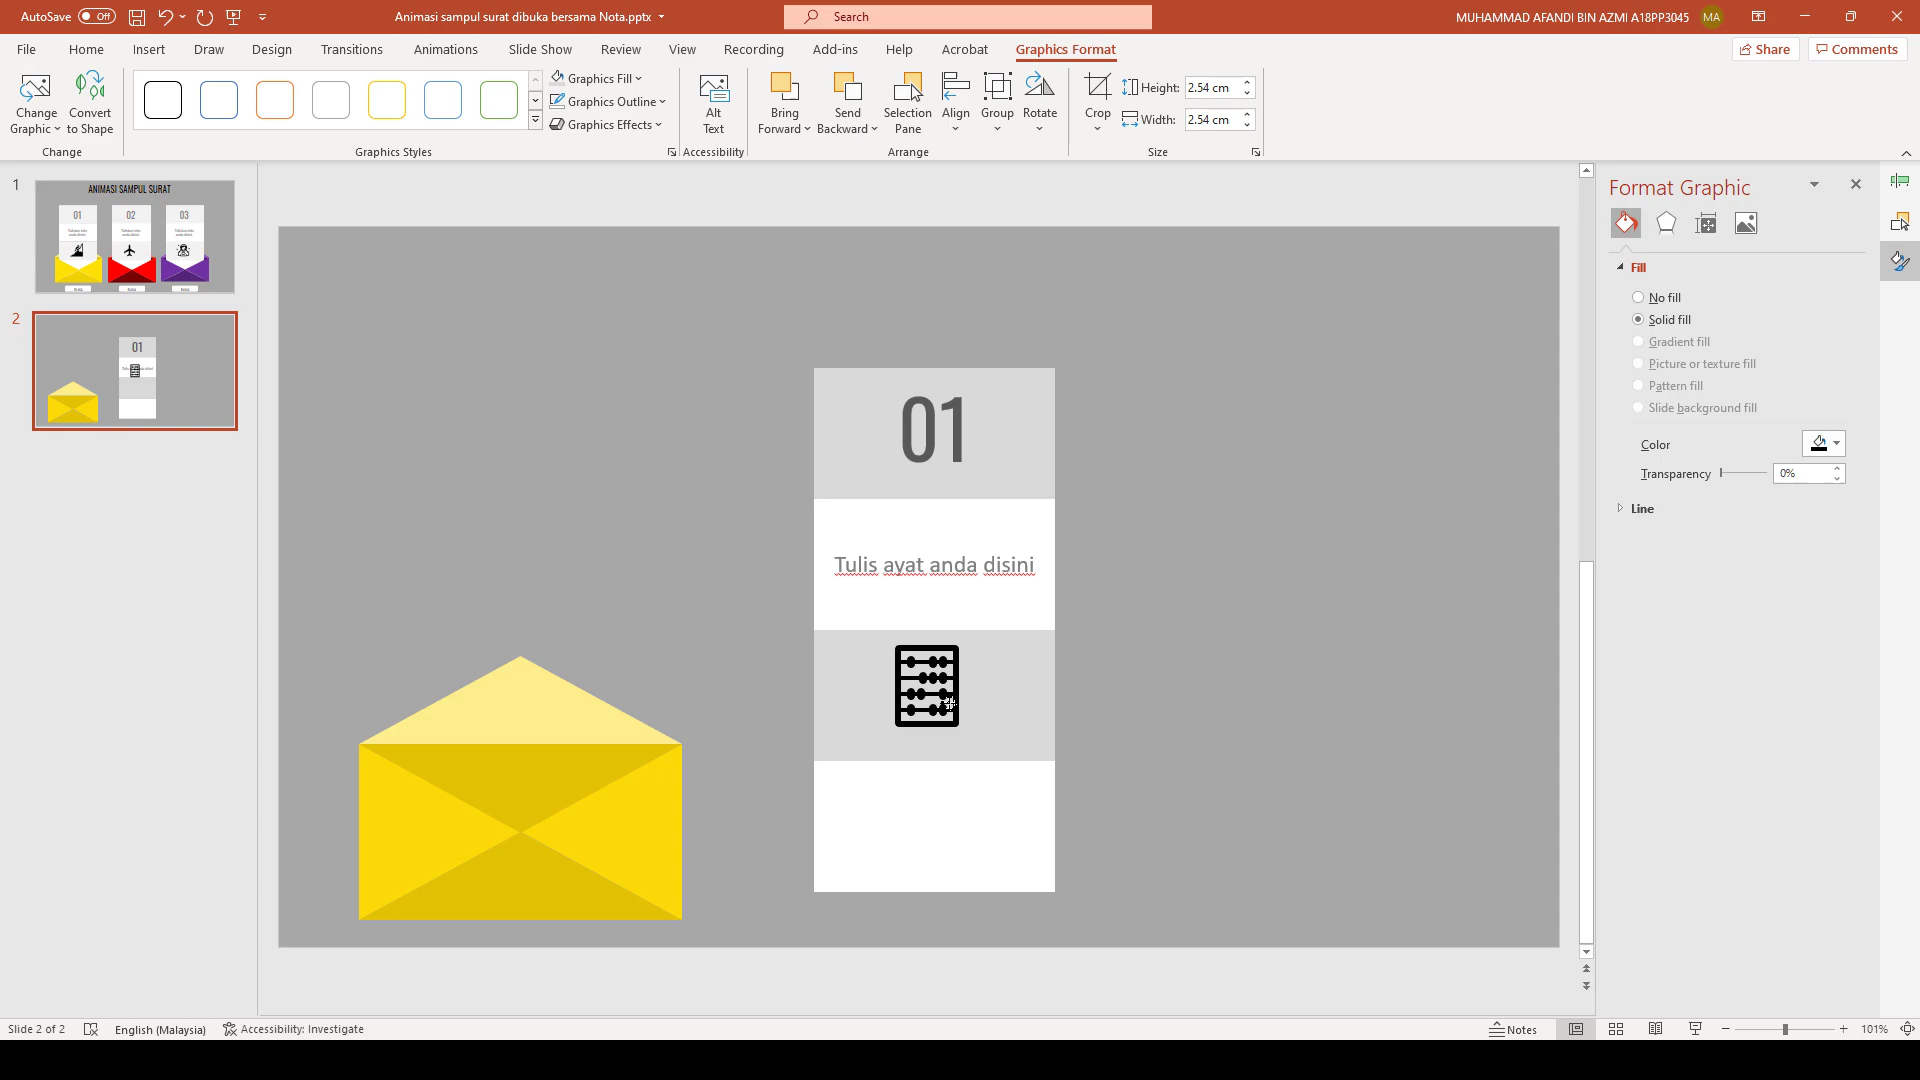 AutoSave Off Animasi sampul surat dibuka bersama Nota.pptx Search MUHAMMAD AFANDI BIN AZMI A18PP3045 MA
File Home Insert Draw Design Transitions Animations Slide Show Review View Recording Add-ins Help Acrobat Graphics Format Share Comments
Change Graphic Convert to Shape Graphics Fill Graphics Outline Graphics Effects Alt Text Bring Forward Send Backward Selection Pane Align Group Rotate Crop Height: 2.54 cm Width: 2.54 cm
Change Graphics Styles Accessibility Arrange Size
1
ANIMASI SAMPUL SURAT
01 02 03
2
01
01
Tulis ayat anda disini
Format Graphic
Fill
No fill
Solid fill
Gradient fill
Picture or texture fill
Pattern fill
Slide background fill
Color
Transparency 0%
Line
Slide 2 of 2 English (Malaysia) Accessibility: Investigate Notes 101%